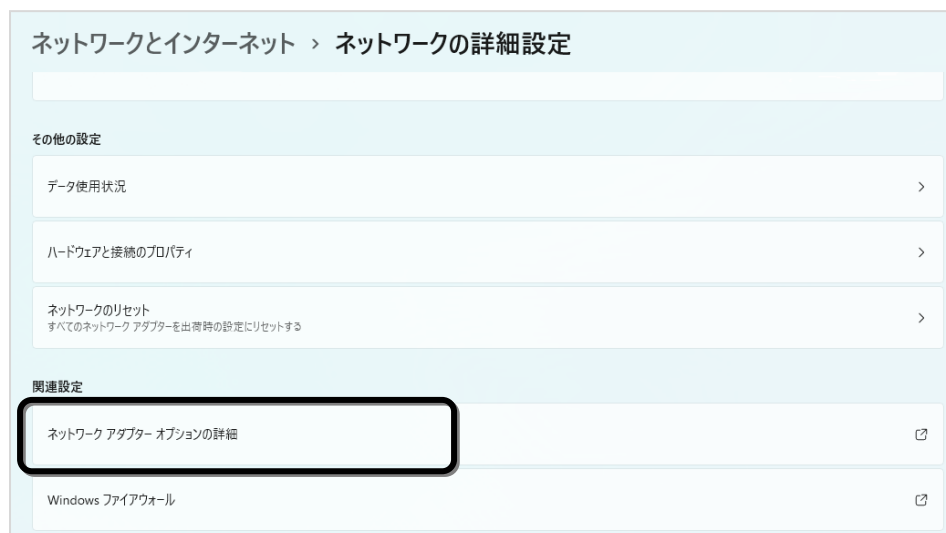 ネットワークとインターネット › ネットワークの詳細設定
その他の設定
データ使用状況
ハードウェアと接続のプロパティ
ネットワークのリセット
すべてのネットワーク アダプターを出荷時の設定にリセットする
関連設定
ネットワーク アダプター オプションの詳細
Windows ファイアウォール